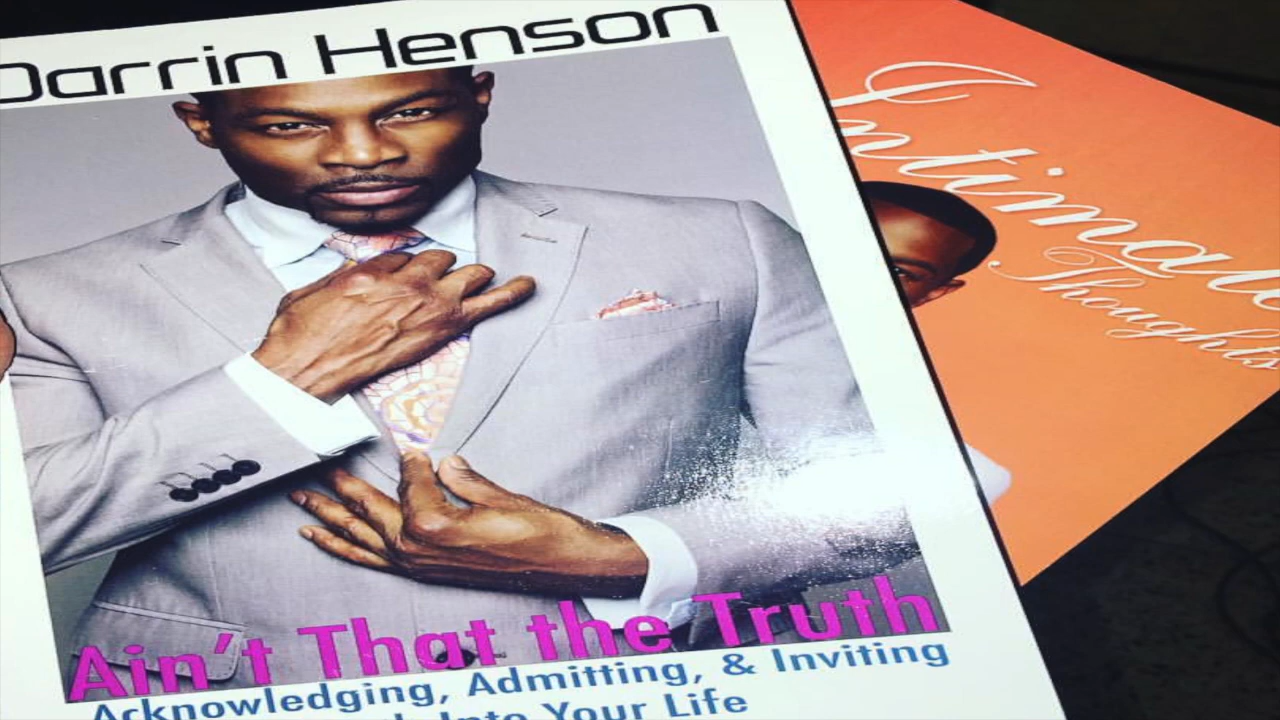 Darrin Henson
Intimate
Thoughts
Ain't That the Truth
Acknowledging, Admitting, & Inviting
Into Your Life